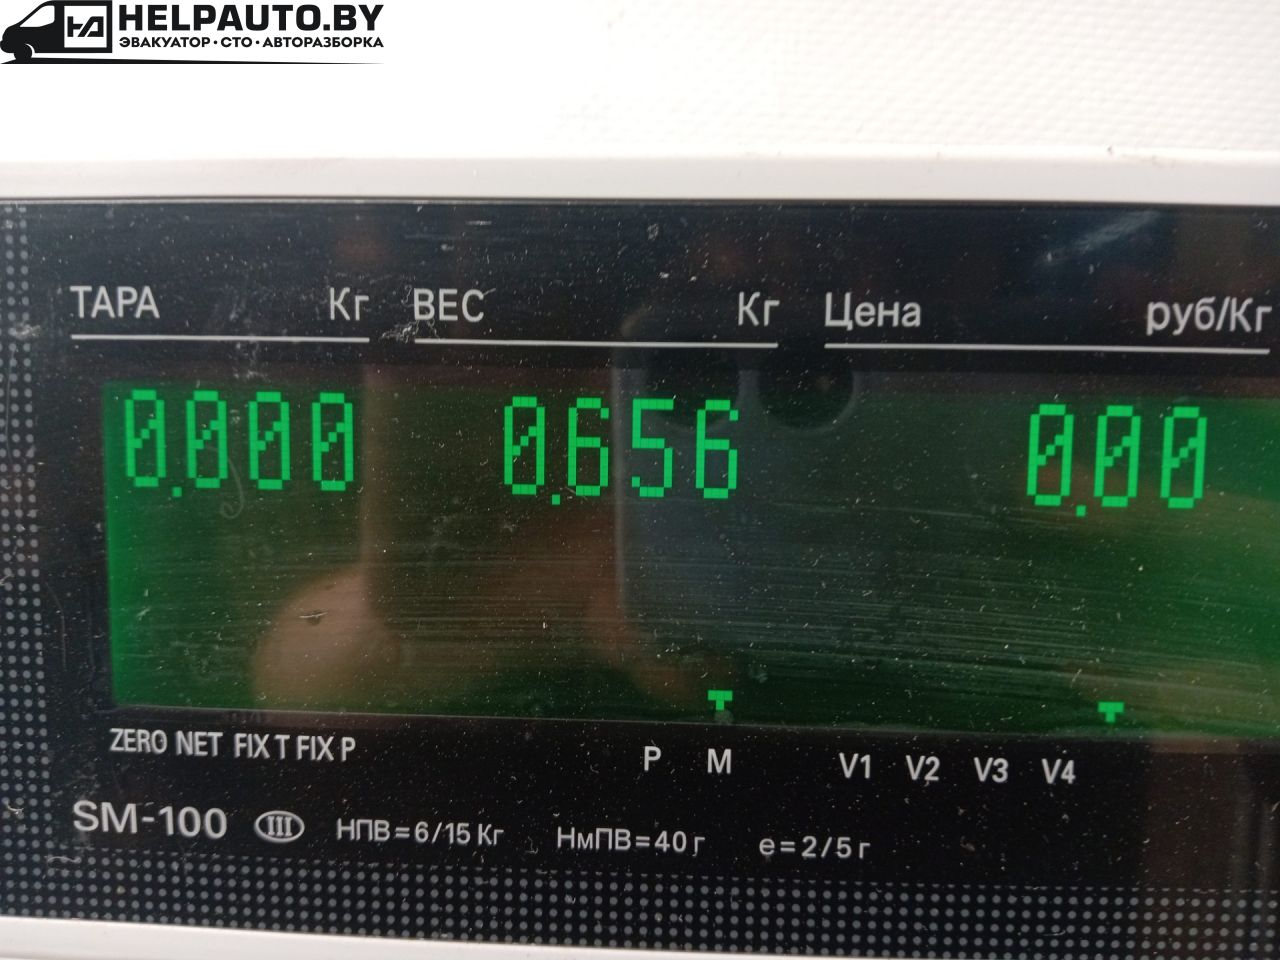 HELPAUTO.BY
ЭВАКУАТОР·СТО·АВТОРАЗБОРКА
ТАРА Кг ВЕС Кг Цена руб/Кг
0.000 0.656 0.00
ZERO NET FIX T FIX P P M V1 V2 V3 V4
SM-100 III НПВ=6/15 Кг НмПВ=40 г e=2/5 г